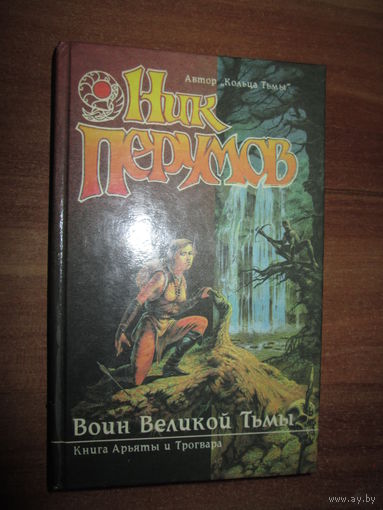 Автор „Кольца Тьмы"
Ник
Перумов
Воин Великой Тьмы
Книга Арьяты и Трогвара
www.ay.by